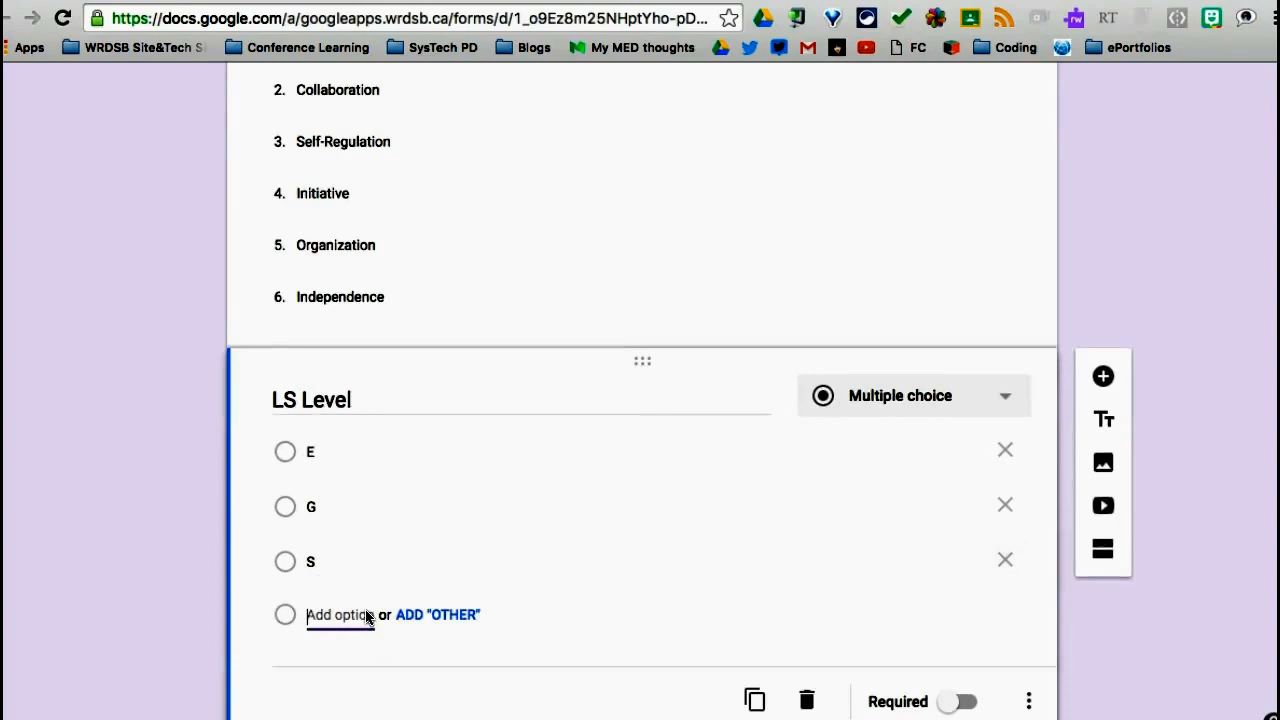 https://docs.google.com/a/googleapps.wrdsb.ca/forms/d/1_o9Ez8m25NHptYho-pD...
rw RT
Apps WRDSB Site&Tech S Conference Learning SysTech PD Blogs My MED thoughts FC Coding ePortfolios
2. Collaboration
3. Self-Regulation
4. Initiative
5. Organization
6. Independence
LS Level
Multiple choice
E
G
S
Add option or ADD "OTHER"
Required